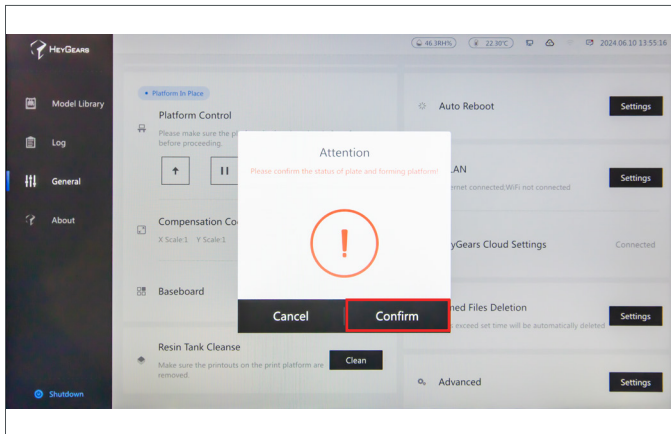 HEYGEARS
46.3RH%
22.30℃
2024.06.10 13:55:16
Model Library
Log
General
About
Shutdown
Platform In Place
Platform Control
Please make sure the
before proceeding.
Compensation Co
X Scale:1 Y Scale:1
Baseboard
Resin Tank Cleanse
Make sure the printouts on the print platform are
removed.
Clean
Attention
Please confirm the status of plate and forming platform!
Cancel
Confirm
Auto Reboot
Settings
LAN
ernet connected,WiFi not connected
Settings
yGears Cloud Settings
Connected
ned Files Deletion
exceed set time will be automatically deleted
Settings
Advanced
Settings